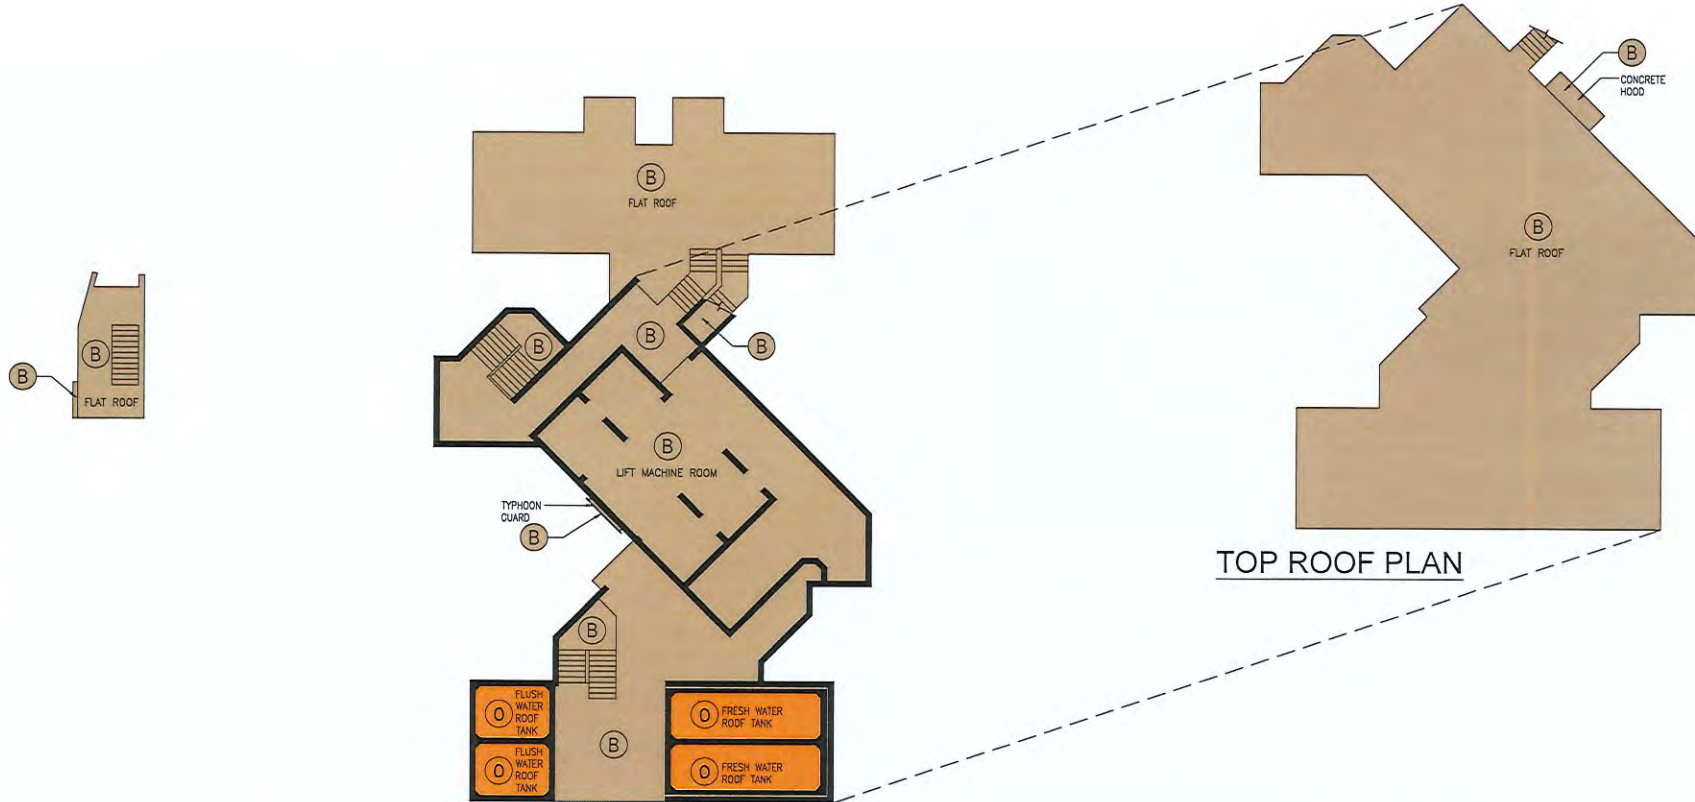 B
CONCRETE
HOOD
B
FLAT ROOF
B
FLAT ROOF
B
B
B
B
B
FLAT ROOF
B
LIFT MACHINE ROOM
TYPHOON
GUARD
B
TOP ROOF PLAN
B
O
FLUSH
WATER
ROOF
TANK
O
FRESH WATER
ROOF TANK
B
O
FLUSH
WATER
ROOF
TANK
O
FRESH WATER
ROOF TANK